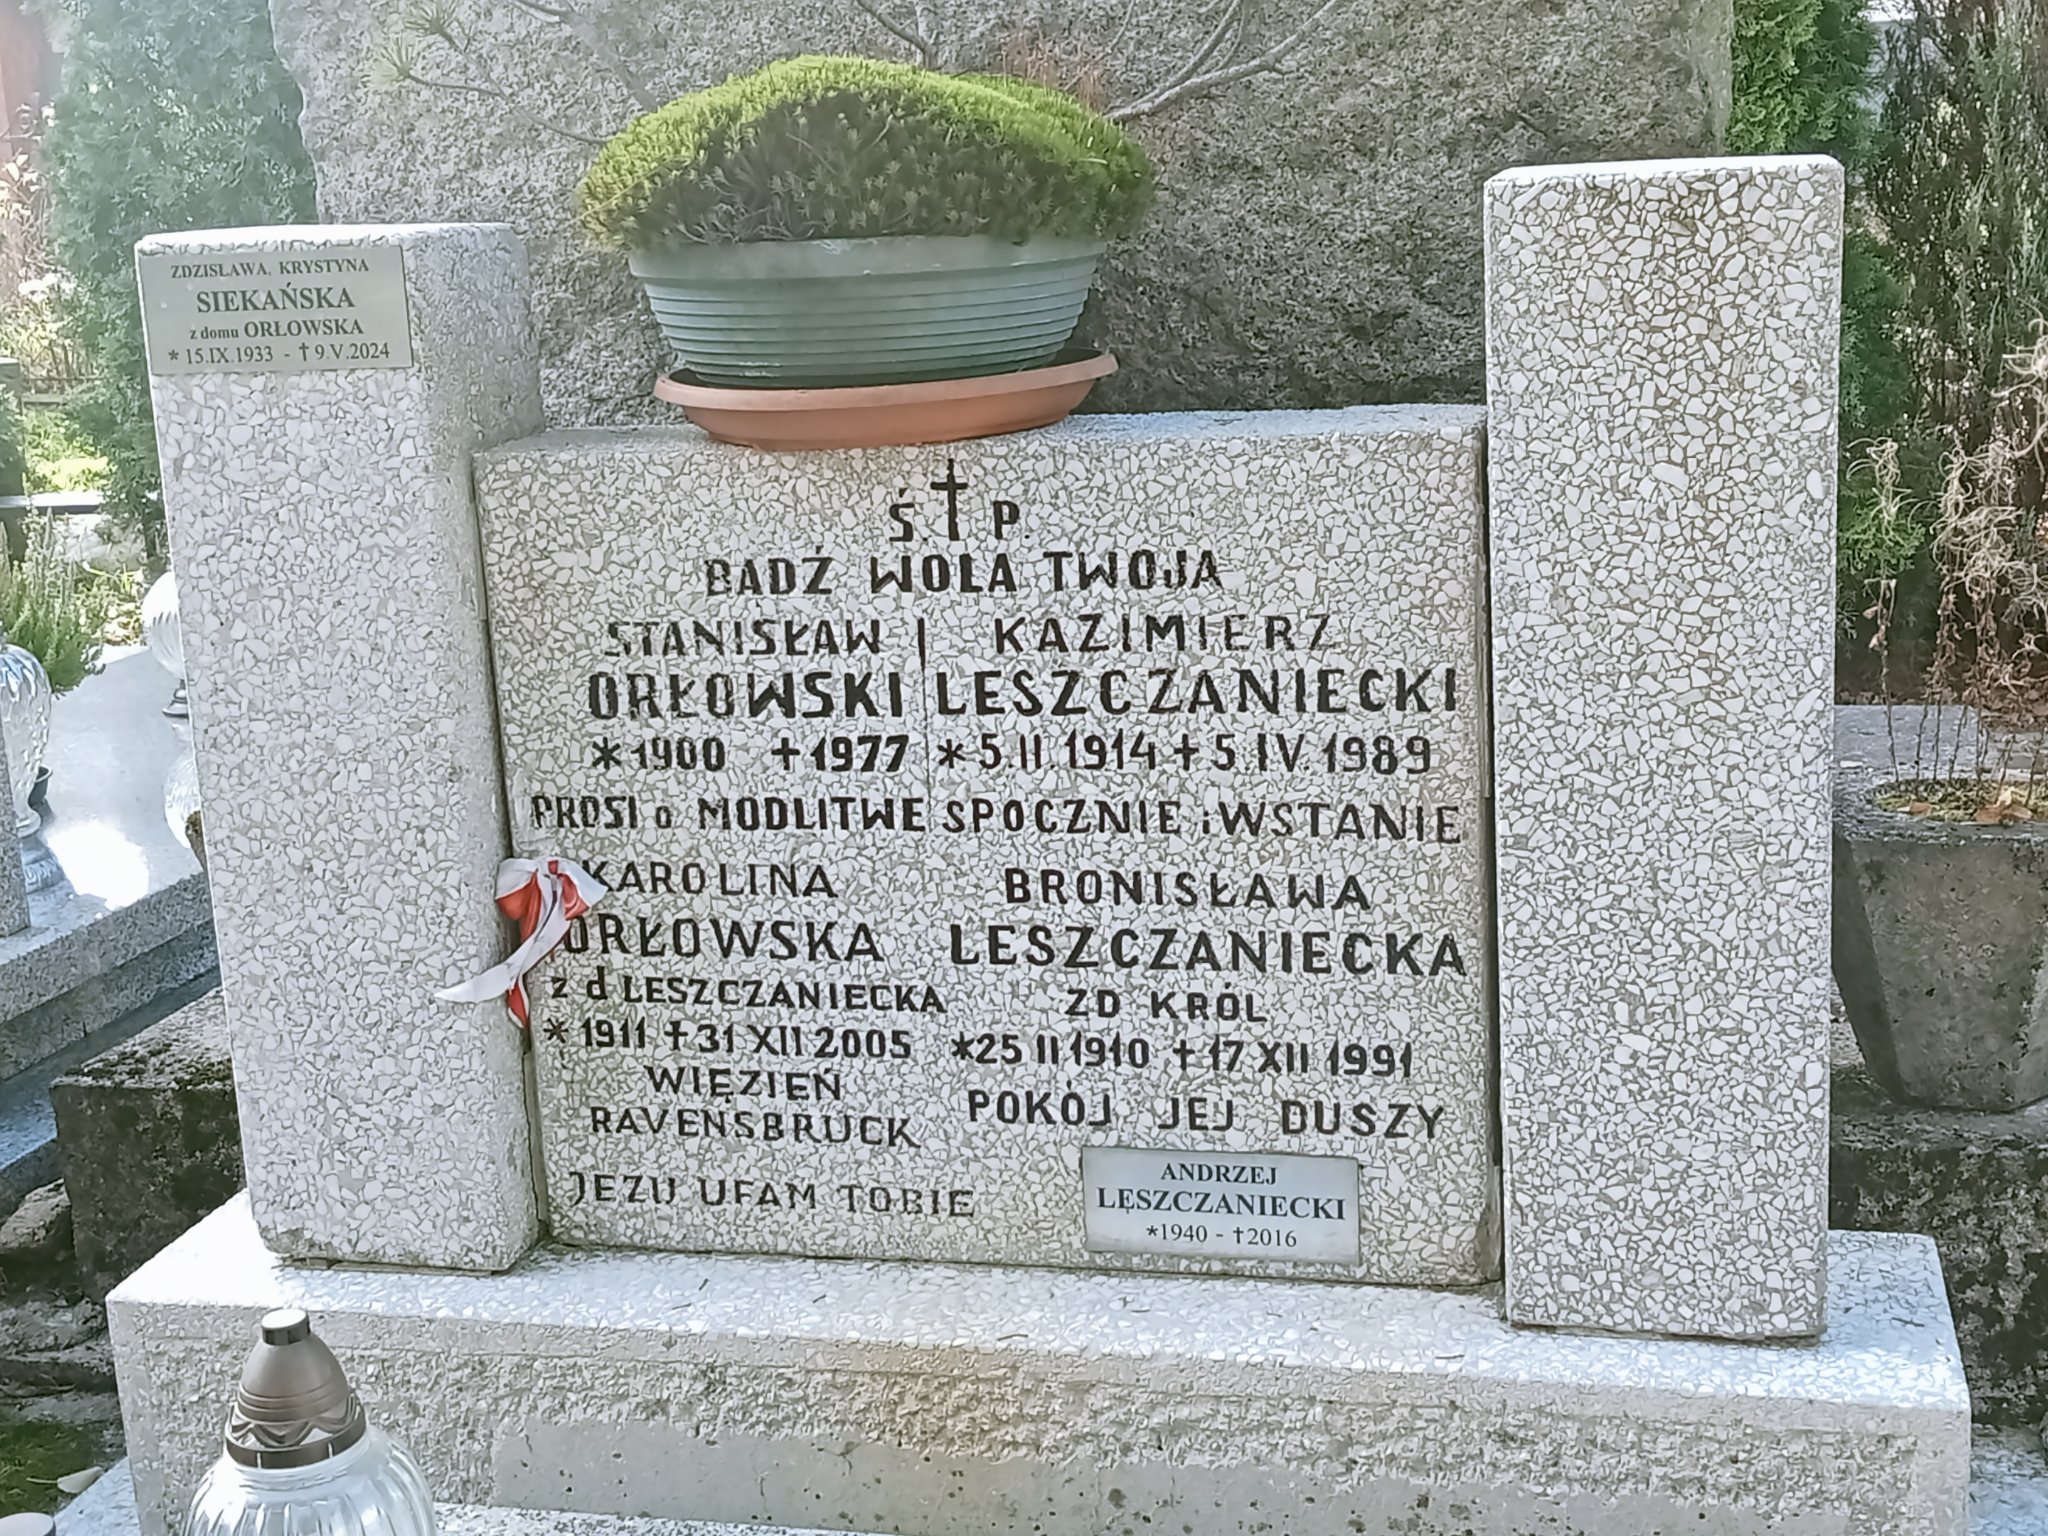 ZDZISŁAWA, KRYSTYNA
SIEKAŃSKA
z domu ORŁOWSKA
* 15.IX.1933 - † 9.V.2024
Ś. † P.
BĄDŹ WOLA TWOJA
STANISŁAW
ORŁOWSKI
* 1900 † 1977
PROSI o MODLITWE
KAROLINA
ORŁOWSKA
z d LESZCZANIECKA
* 1911 † 31 XII 2005
WIĘZIEŃ
RAVENSBRUCK
JEZU UFAM TOBIE
KAZIMIERZ
LESZCZANIECKI
* 5.II.1914 † 5.IV.1989
SPOCZNIE i WSTANIE
BRONISŁAWA
LESZCZANIECKA
ZD KRÓL
*25 II 1910 † 17 XII 1991
POKÓJ JEJ DUSZY
ANDRZEJ
LESZCZANIECKI
*1940 - †2016